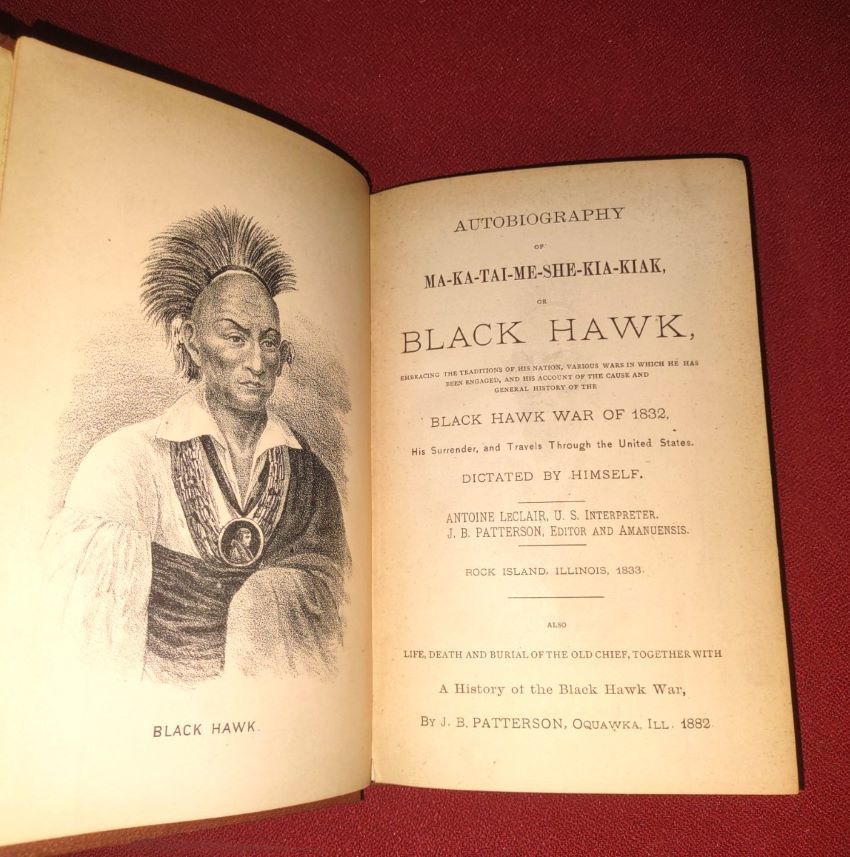 BLACK HAWK.
AUTOBIOGRAPHY
OF
MA-KA-TAI-ME-SHE-KIA-KIAK,
OR
BLACK HAWK,
EMBRACING THE TRADITIONS OF HIS NATION, VARIOUS WARS IN WHICH HE HAS
BEEN ENGAGED, AND HIS ACCOUNT OF THE CAUSE AND
GENERAL HISTORY OF THE
BLACK HAWK WAR OF 1832,
His Surrender, and Travels Through the United States.
DICTATED BY HIMSELF.
ANTOINE LECLAIR, U. S. INTERPRETER.
J. B. PATTERSON, EDITOR AND AMANUENSIS.
ROCK ISLAND, ILLINOIS, 1833.
ALSO
LIFE, DEATH AND BURIAL OF THE OLD CHIEF, TOGETHER WITH
A History of the Black Hawk War,
BY J. B. PATTERSON, OQUAWKA, ILL. 1882